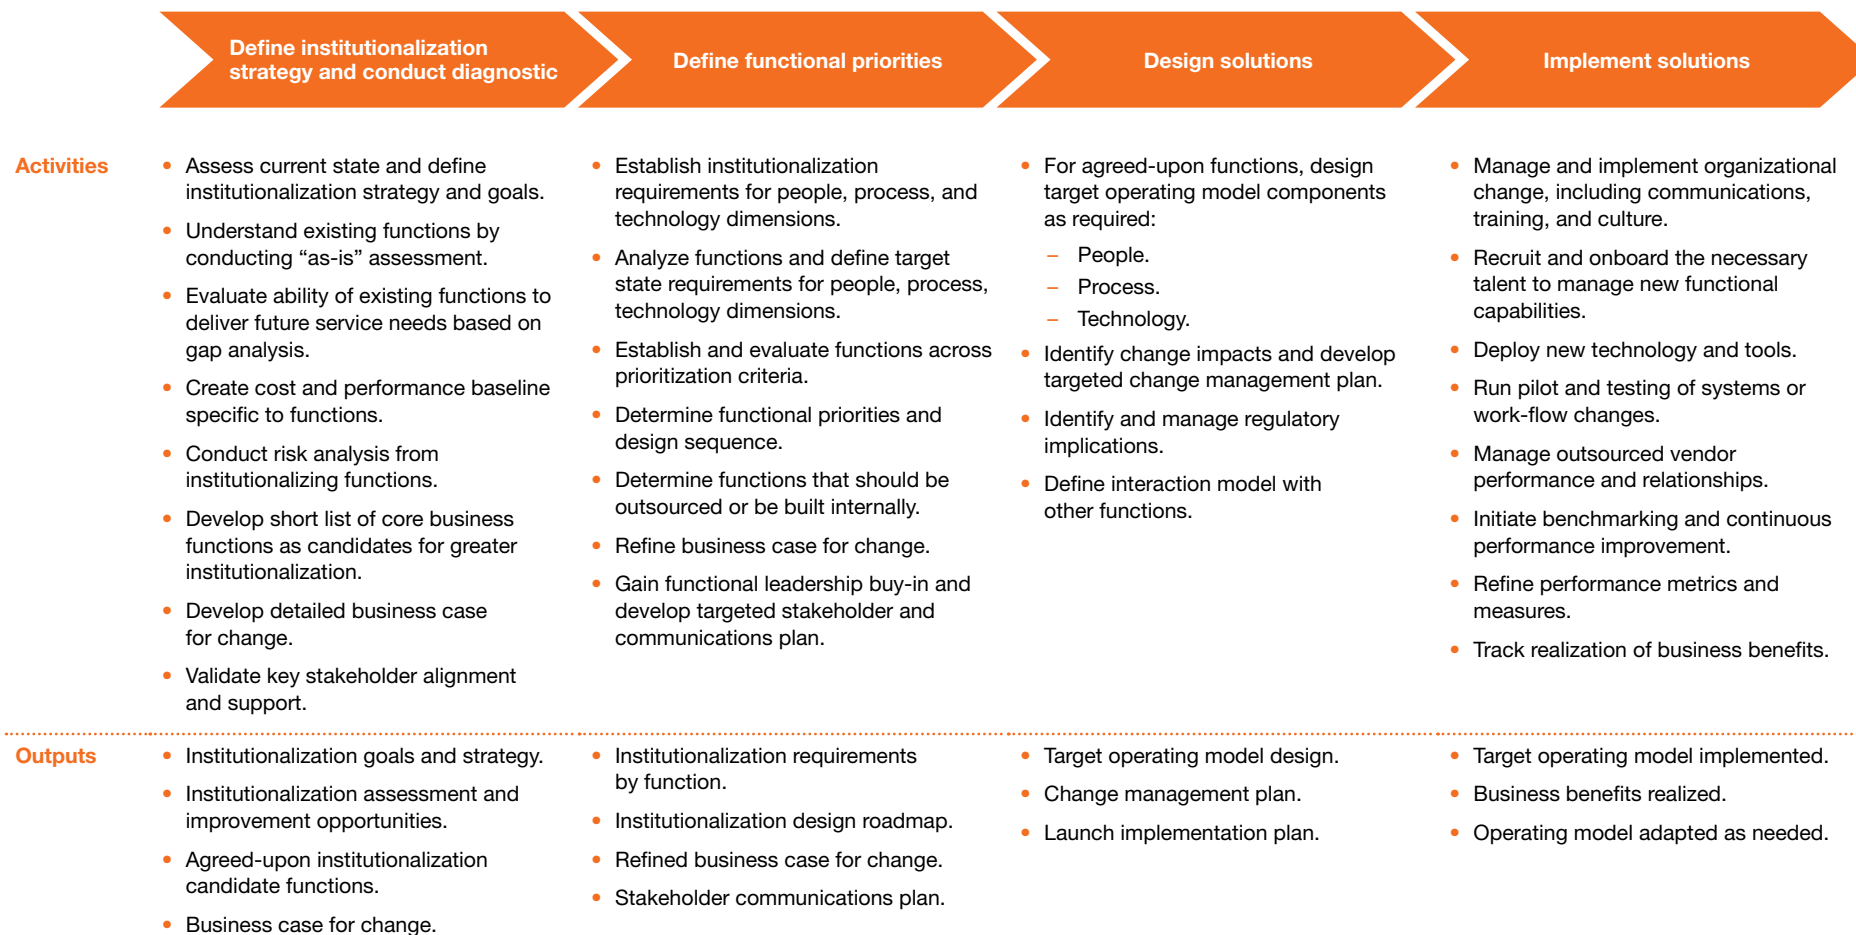 Define institutionalization
strategy and conduct diagnostic
Define functional priorities
Design solutions
Implement solutions
Activities
• Assess current state and define
institutionalization strategy and goals.
• Understand existing functions by
conducting “as-is” assessment.
• Evaluate ability of existing functions to
deliver future service needs based on
gap analysis.
• Create cost and performance baseline
specific to functions.
• Conduct risk analysis from
institutionalizing functions.
• Develop short list of core business
functions as candidates for greater
institutionalization.
• Develop detailed business case
for change.
• Validate key stakeholder alignment
and support.
• Establish institutionalization
requirements for people, process, and
technology dimensions.
• Analyze functions and define target
state requirements for people, process,
technology dimensions.
• Establish and evaluate functions across
prioritization criteria.
• Determine functional priorities and
design sequence.
• Determine functions that should be
outsourced or be built internally.
• Refine business case for change.
• Gain functional leadership buy-in and
develop targeted stakeholder and
communications plan.
• For agreed-upon functions, design
target operating model components
as required:
– People.
– Process.
– Technology.
• Identify change impacts and develop
targeted change management plan.
• Identify and manage regulatory
implications.
• Define interaction model with
other functions.
• Manage and implement organizational
change, including communications,
training, and culture.
• Recruit and onboard the necessary
talent to manage new functional
capabilities.
• Deploy new technology and tools.
• Run pilot and testing of systems or
work-flow changes.
• Manage outsourced vendor
performance and relationships.
• Initiate benchmarking and continuous
performance improvement.
• Refine performance metrics and
measures.
• Track realization of business benefits.
Outputs
• Institutionalization goals and strategy.
• Institutionalization assessment and
improvement opportunities.
• Agreed-upon institutionalization
candidate functions.
• Business case for change.
• Institutionalization requirements
by function.
• Institutionalization design roadmap.
• Refined business case for change.
• Stakeholder communications plan.
• Target operating model design.
• Change management plan.
• Launch implementation plan.
• Target operating model implemented.
• Business benefits realized.
• Operating model adapted as needed.